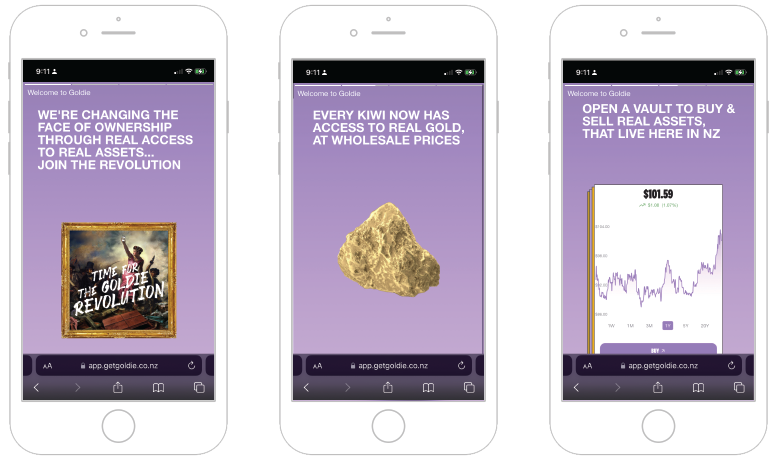 9:11
Welcome to Goldie
WE'RE CHANGING THE
FACE OF OWNERSHIP
THROUGH REAL ACCESS
TO REAL ASSETS...
JOIN THE REVOLUTION
TIME FOR
THE GOLDIE
REVOLUTION
AA app.getgoldie.co.nz
9:11
Welcome to Goldie
EVERY KIWI NOW HAS
ACCESS TO REAL GOLD,
AT WHOLESALE PRICES
AA app.getgoldie.co.nz
9:11
Welcome to Goldie
OPEN A VAULT TO BUY &
SELL REAL ASSETS,
THAT LIVE HERE IN NZ
$101.59
(1.67%)
1W 1M 3M 1Y 5Y 20Y
BUY
AA app.getgoldie.co.nz